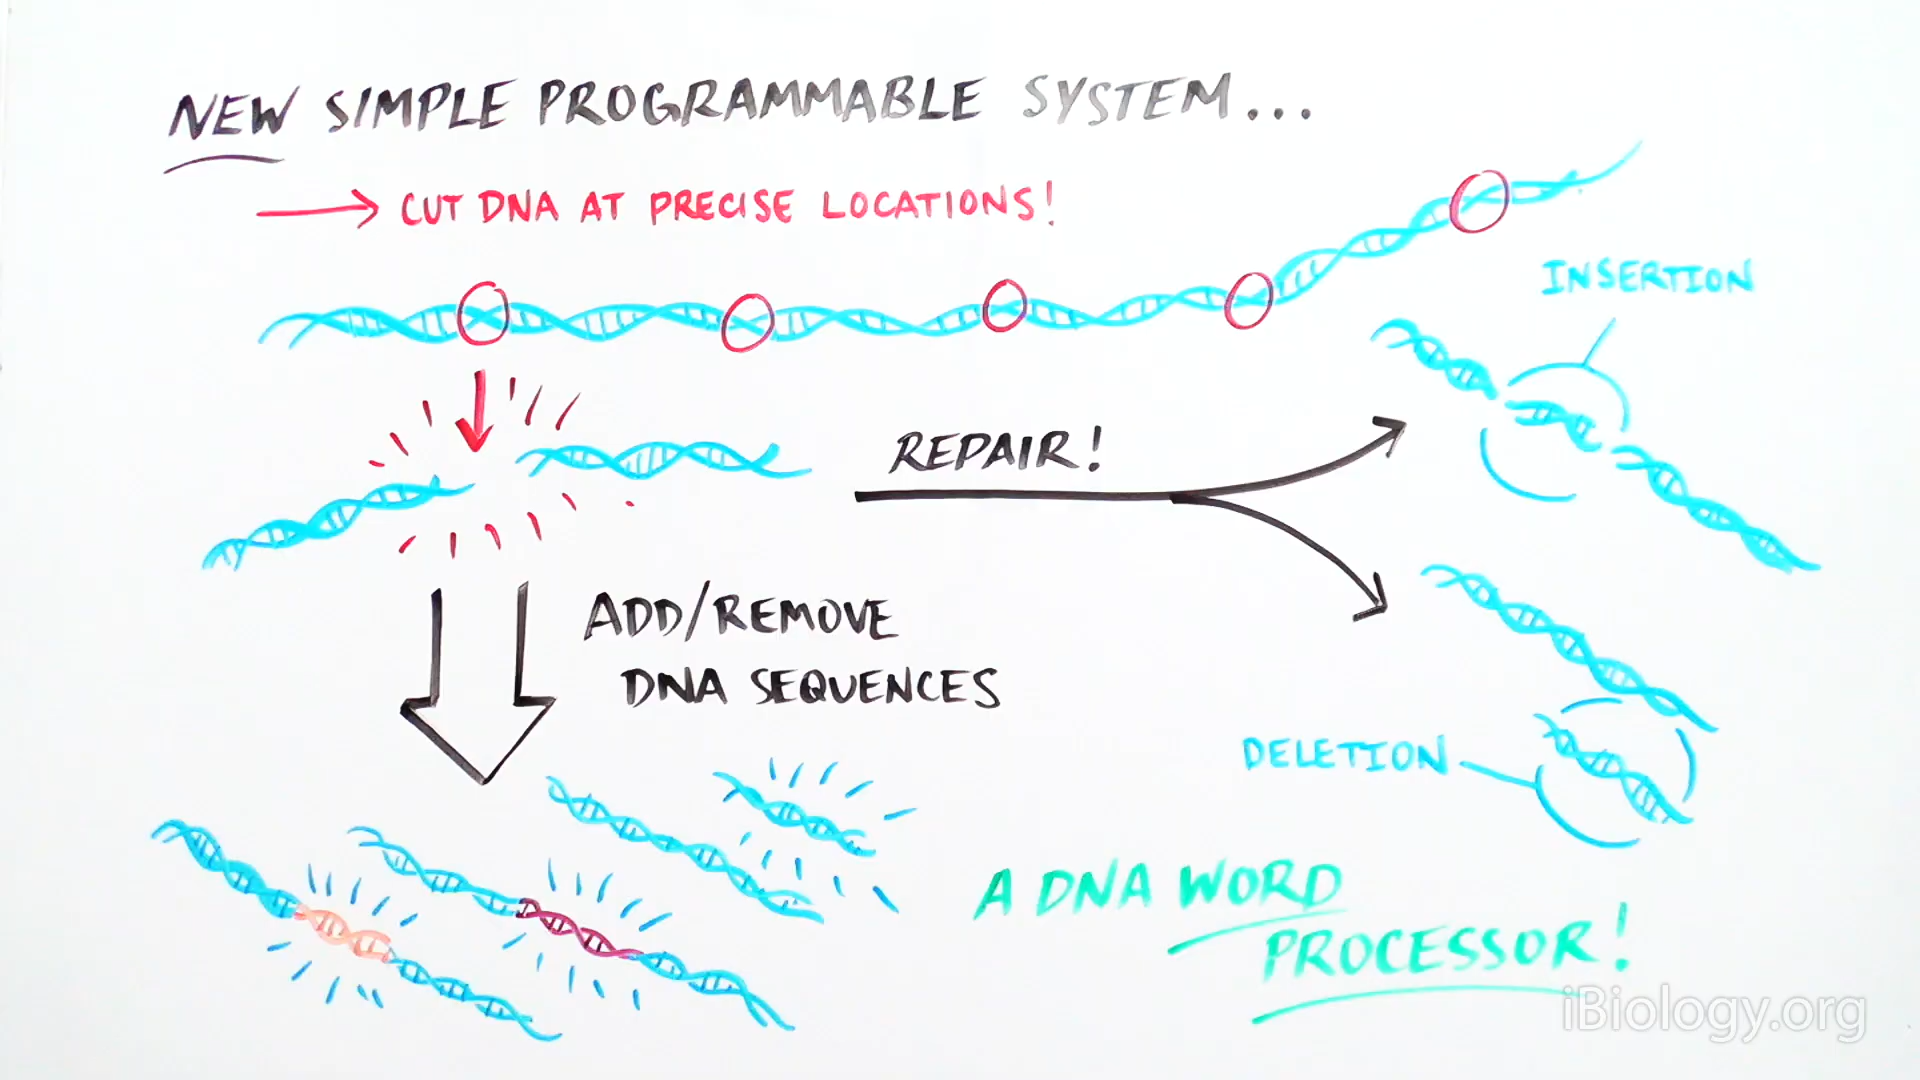 NEW SIMPLE PROGRAMMABLE SYSTEM...
CUT DNA AT PRECISE LOCATIONS!
INSERTION
REPAIR!
ADD/REMOVE
DNA SEQUENCES
DELETION
A DNA WORD
PROCESSOR!
iBiology.org